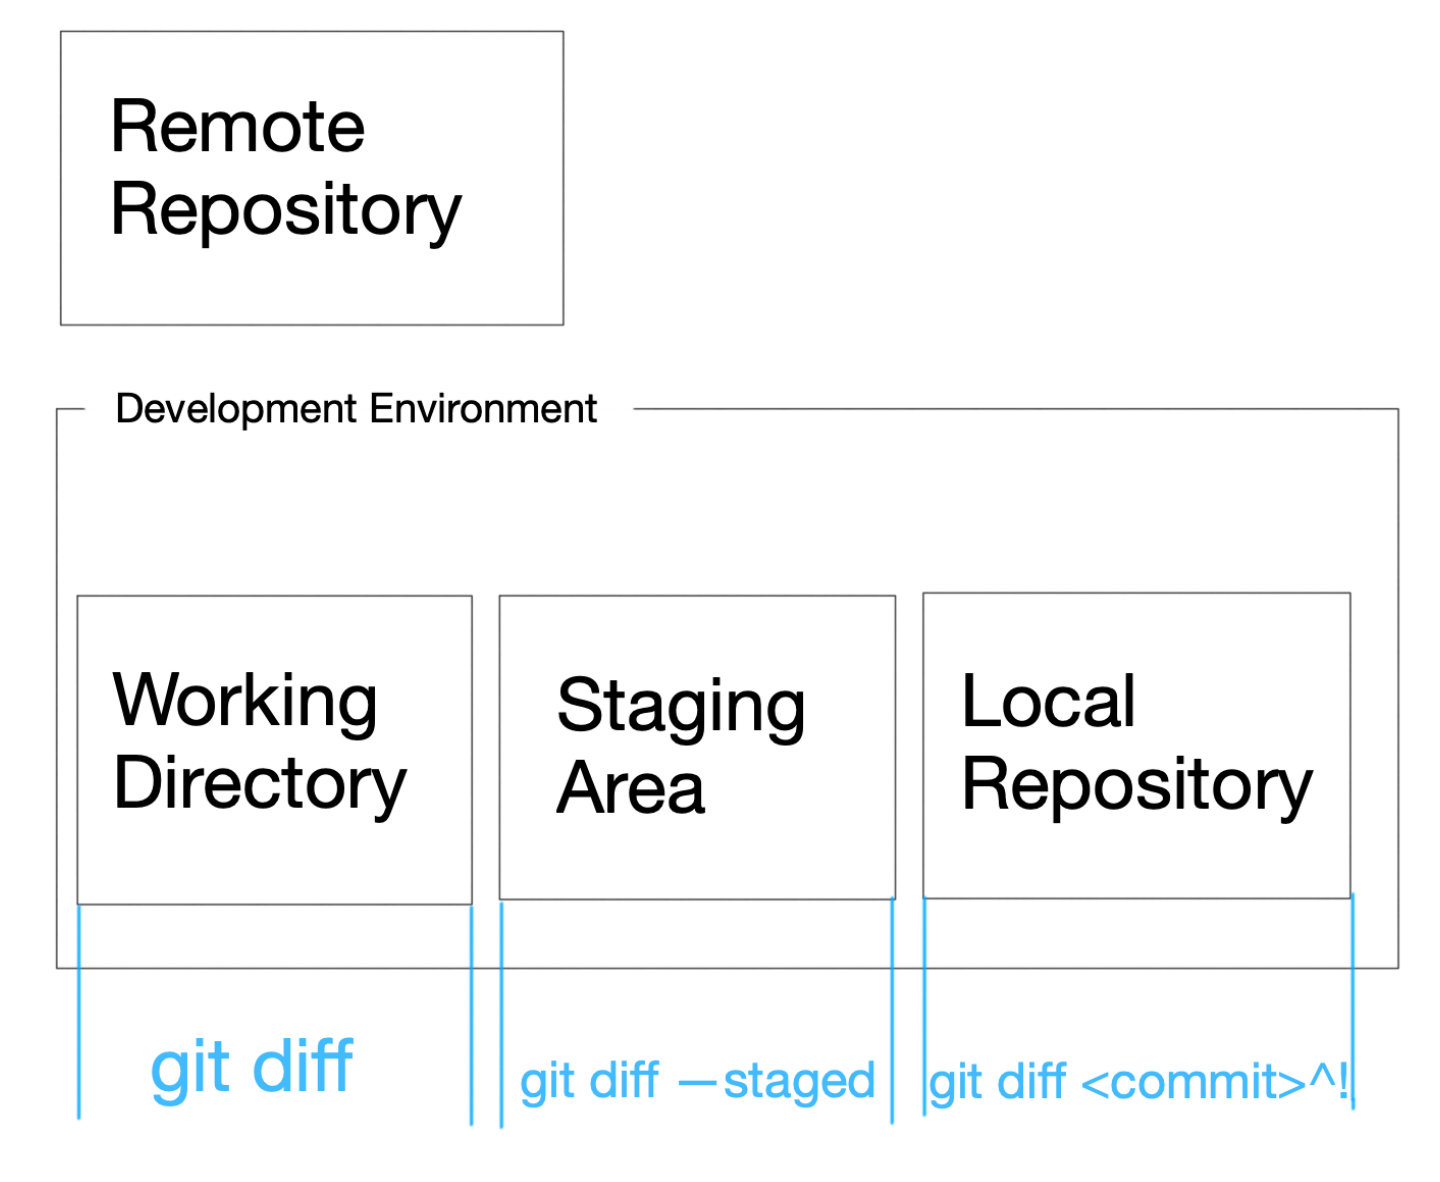 Remote
Repository
Development Environment
Working
Directory
Staging
Area
Local
Repository
git diff
git diff —staged
git diff <commit>^!